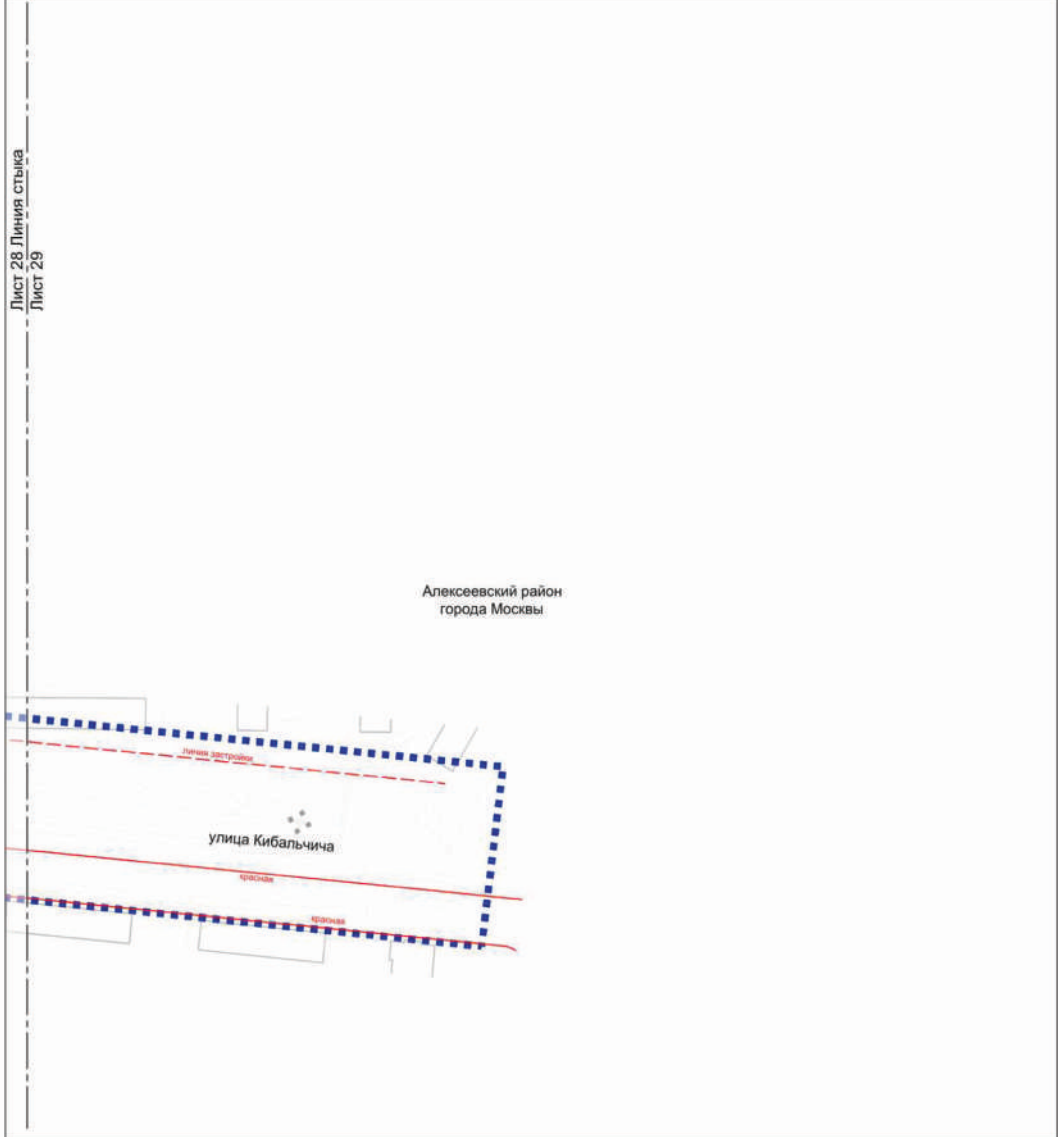 Лист 28 Линия стыка
Лист 29
Алексеевский район
города Москвы
линия застройки
улица Кибальчича
красная
красная